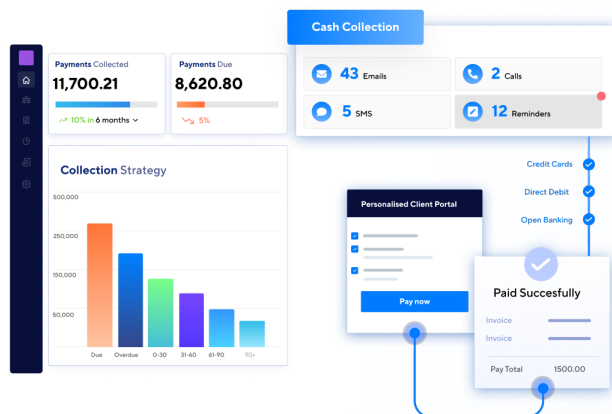 Cash Collection
Payments Collected
11,700.21
10% in 6 months
Payments Due
8,620.80
5%
43 Emails
2 Calls
5 SMS
12 Reminders
Collection Strategy
500,000
250,000
150,000
50,000
Due Overdue 0-30 31-60 61-90 90+
Credit Cards
Direct Debit
Open Banking
Personalised Client Portal
Pay now
Paid Succesfully
Invoice
Invoice
Pay Total 1500.00